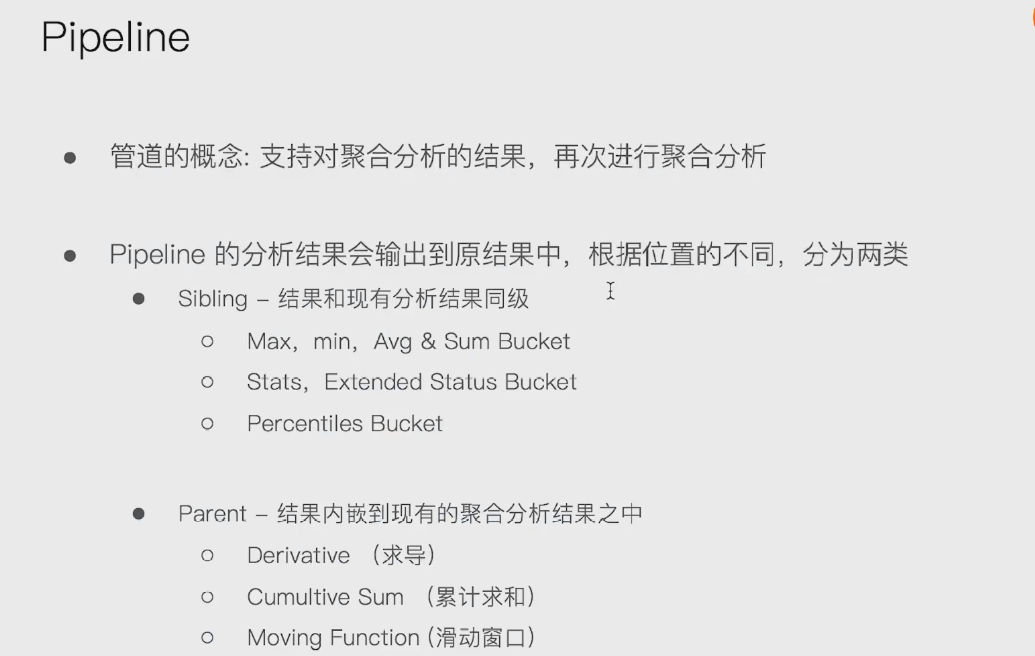 Pipeline
管道的概念: 支持对聚合分析的结果，再次进行聚合分析
Pipeline 的分析结果会输出到原结果中，根据位置的不同，分为两类
Sibling – 结果和现有分析结果同级
Max，min，Avg & Sum Bucket
Stats，Extended Status Bucket
Percentiles Bucket
Parent – 结果内嵌到现有的聚合分析结果之中
Derivative （求导）
Cumultive Sum （累计求和）
Moving Function (滑动窗口）